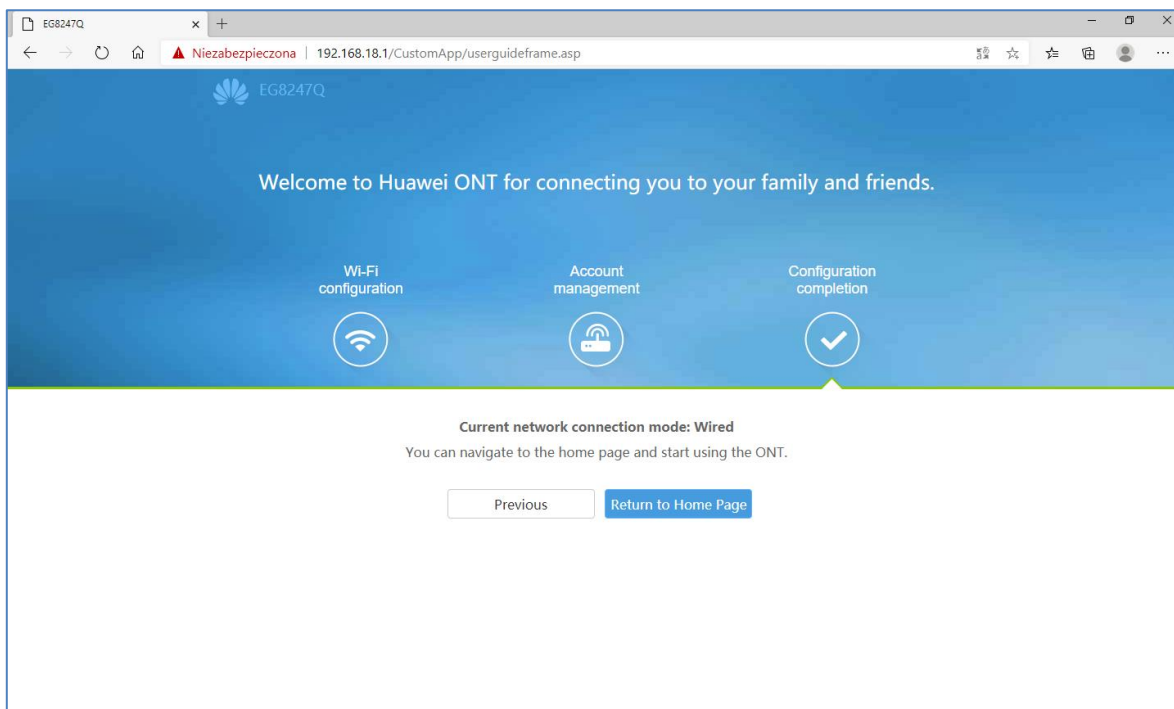 EG8247Q
Niezabezpieczona 192.168.18.1/CustomApp/userguideframe.asp
EG8247Q
Welcome to Huawei ONT for connecting you to your family and friends.
Wi-Fi
configuration
Account
management
Configuration
completion
Current network connection mode: Wired
You can navigate to the home page and start using the ONT.
Previous
Return to Home Page